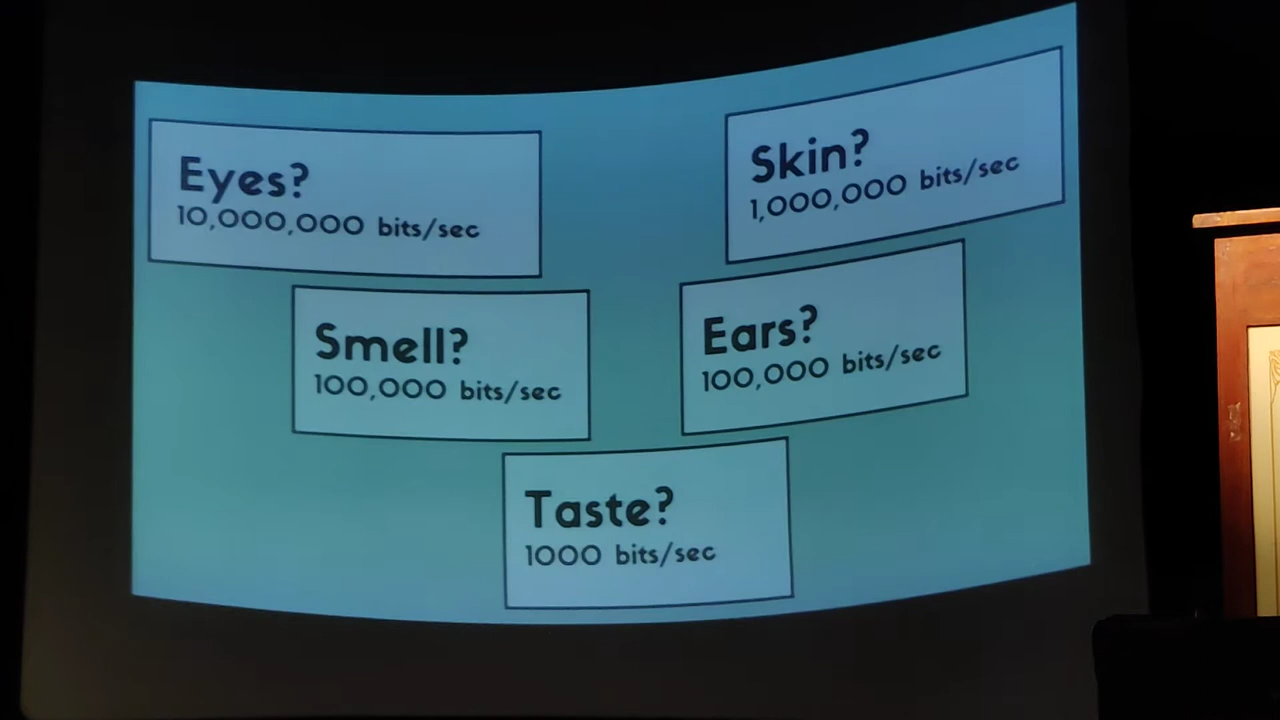 Eyes?
10,000,000 bits/sec
Skin?
1,000,000 bits/sec
Smell?
100,000 bits/sec
Ears?
100,000 bits/sec
Taste?
1000 bits/sec